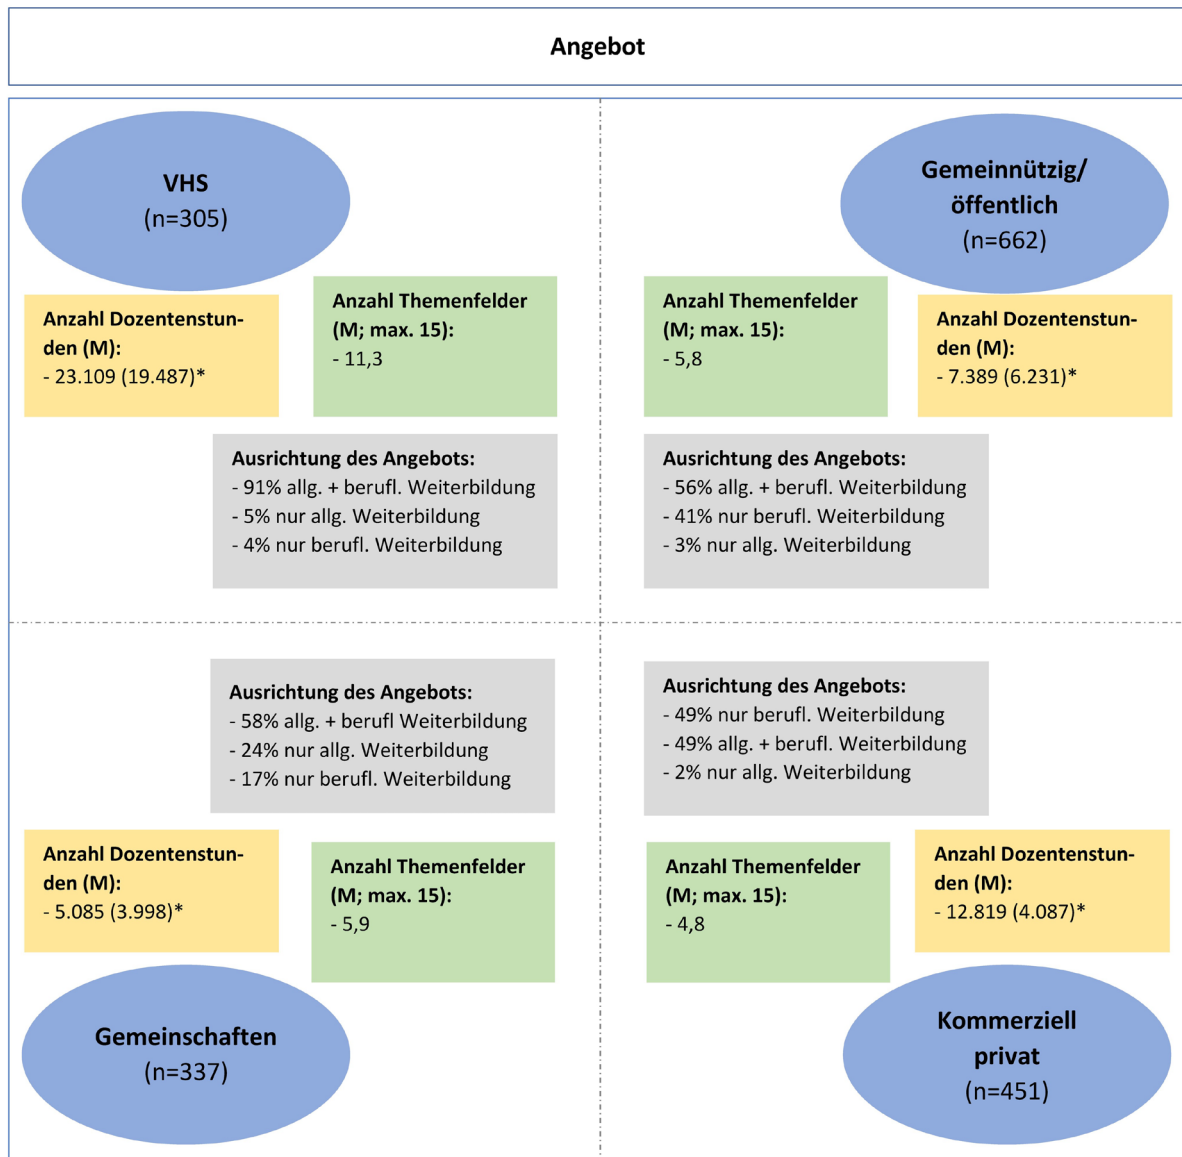 Angebot
VHS
(n=305)
Anzahl Dozentenstun-
den (M):
- 23.109 (19.487)*
Anzahl Themenfelder
(M; max. 15):
- 11,3
Ausrichtung des Angebots:
- 91% allg. + berufl. Weiterbildung
- 5% nur allg. Weiterbildung
- 4% nur berufl. Weiterbildung
Gemeinnützig/
öffentlich
(n=662)
Anzahl Themenfelder
(M; max. 15):
- 5,8
Anzahl Dozentenstun-
den (M):
- 7.389 (6.231)*
Ausrichtung des Angebots:
- 56% allg. + berufl. Weiterbildung
- 41% nur berufl. Weiterbildung
- 3% nur allg. Weiterbildung
Ausrichtung des Angebots:
- 58% allg. + berufl Weiterbildung
- 24% nur allg. Weiterbildung
- 17% nur berufl. Weiterbildung
Anzahl Dozentenstun-
den (M):
- 5.085 (3.998)*
Anzahl Themenfelder
(M; max. 15):
- 5,9
Gemeinschaften
(n=337)
Ausrichtung des Angebots:
- 49% nur berufl. Weiterbildung
- 49% allg. + berufl. Weiterbildung
- 2% nur allg. Weiterbildung
Anzahl Themenfelder
(M; max. 15):
- 4,8
Anzahl Dozentenstun-
den (M):
- 12.819 (4.087)*
Kommerziell
privat
(n=451)